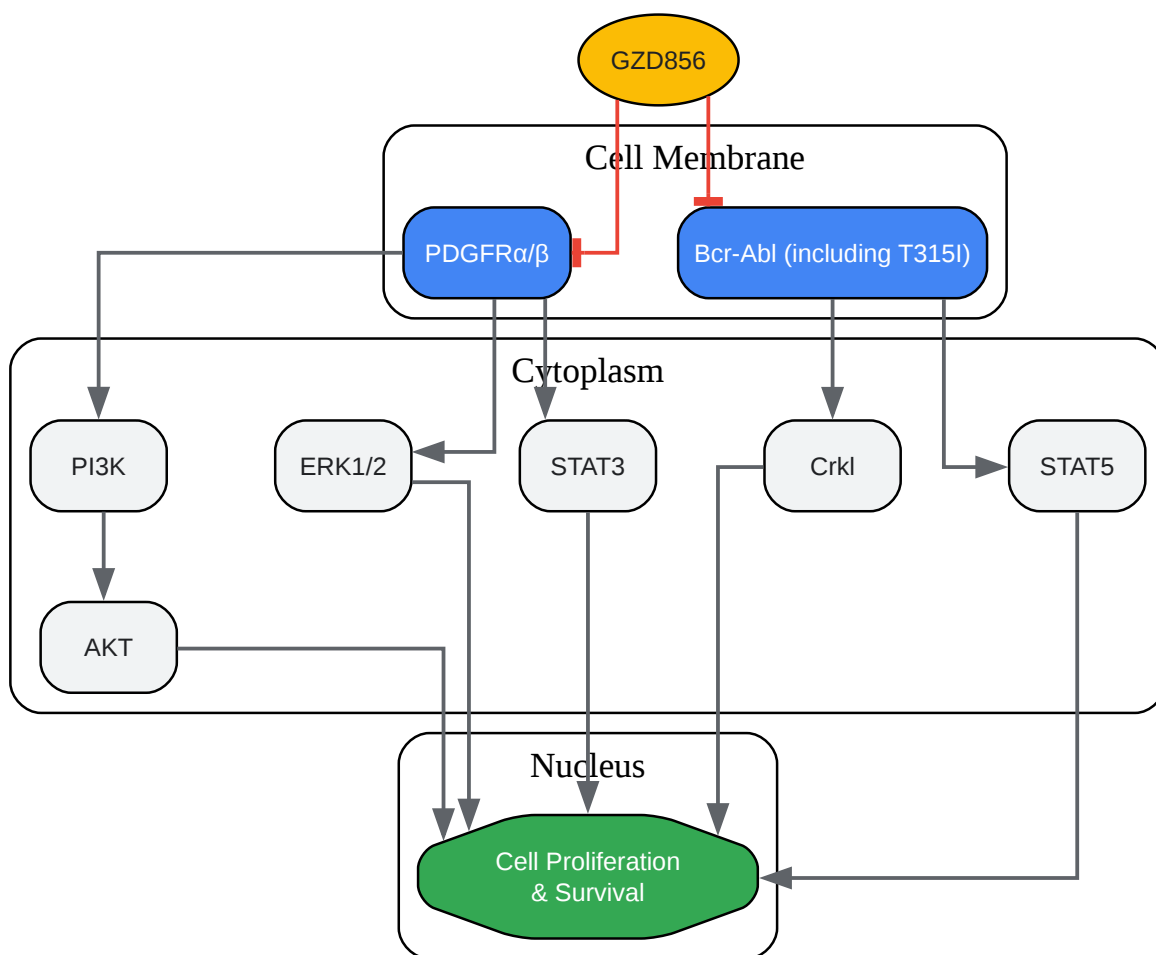 GZD856
Cell Membrane
PDGFRα/β
Bcr-Abl (including T315I)
Cytoplasm
PI3K
ERK1/2
STAT3
Crkl
STAT5
AKT
Nucleus
Cell Proliferation
& Survival